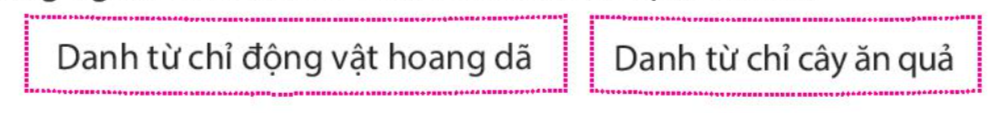 Danh từ chỉ động vật hoang dã
Danh từ chỉ cây ăn quả